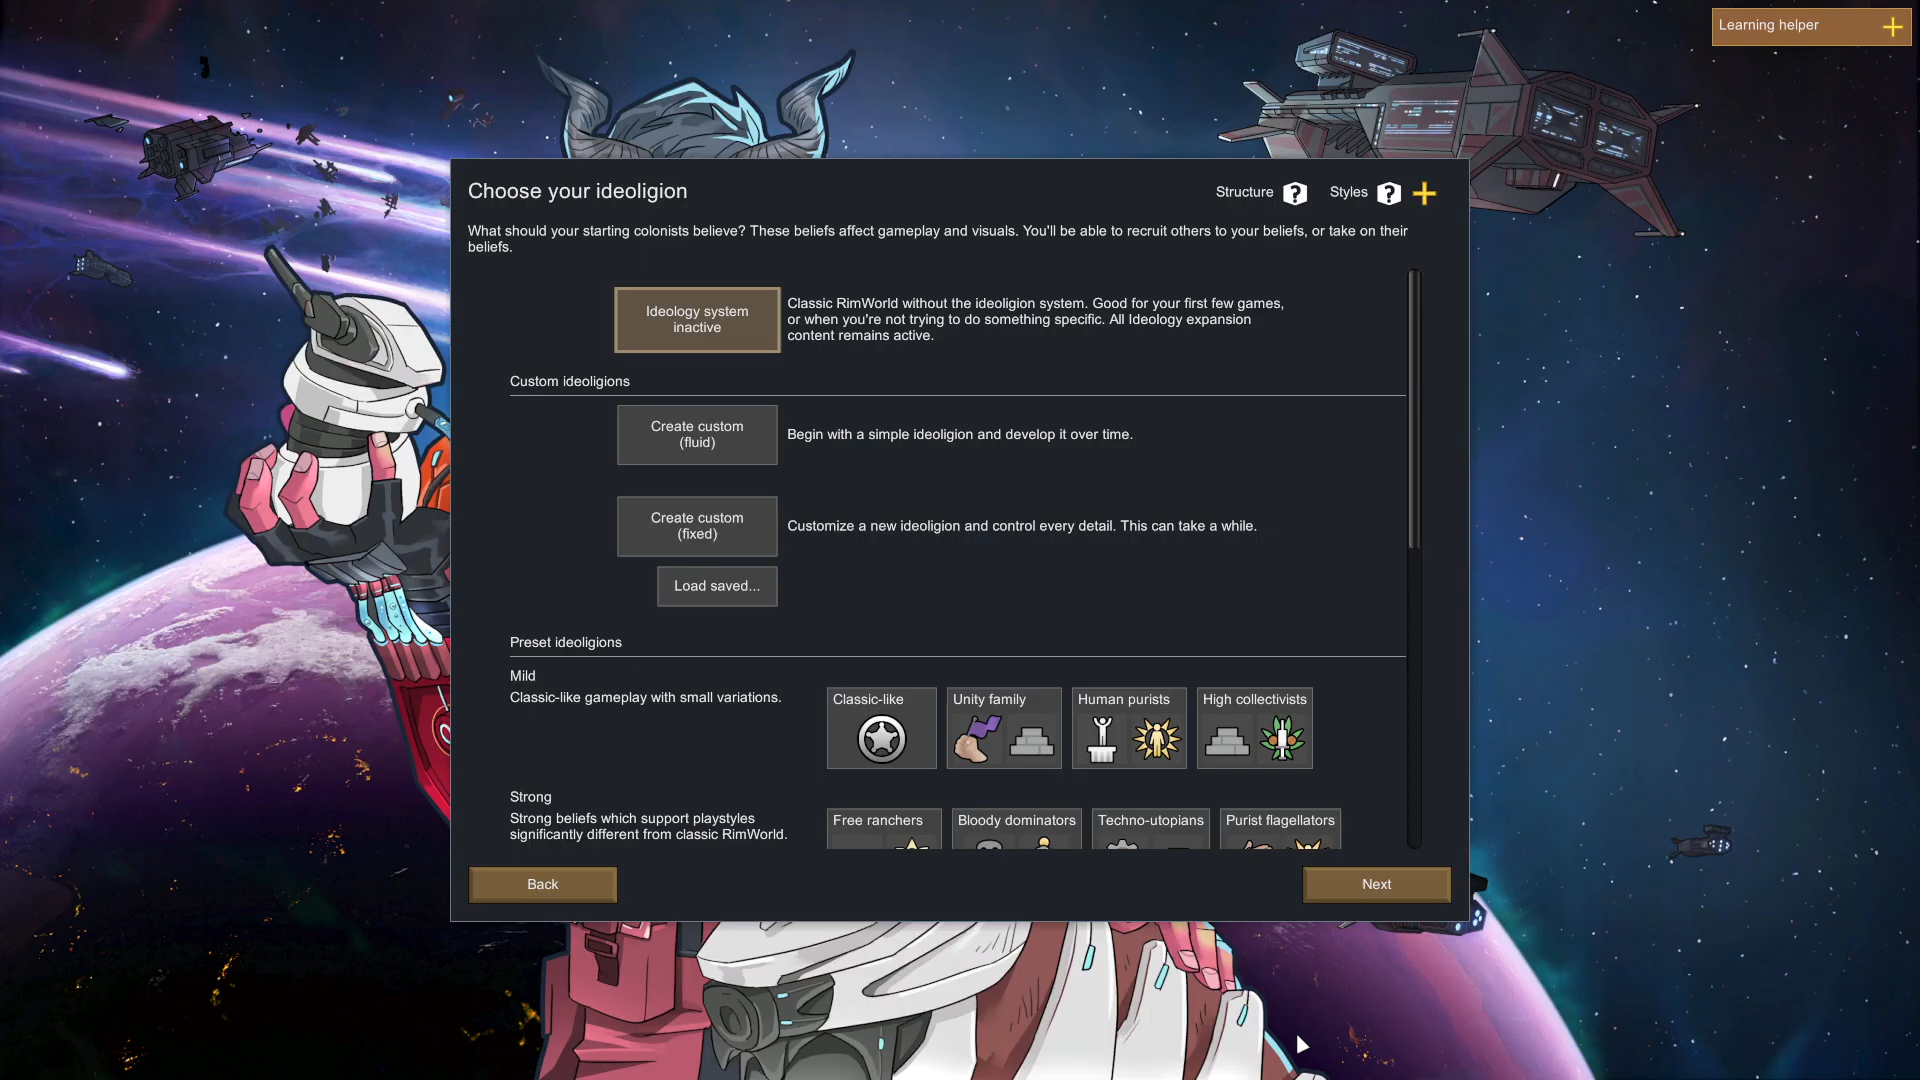 Learning helper
Choose your ideoligion
Structure
Styles
What should your starting colonists believe? These beliefs affect gameplay and visuals. You'll be able to recruit others to your beliefs, or take on their
beliefs.
Ideology system
inactive
Classic RimWorld without the ideoligion system. Good for your first few games,
or when you're not trying to do something specific. All Ideology expansion
content remains active.
Custom ideoligions
Create custom
(fluid)
Begin with a simple ideoligion and develop it over time.
Create custom
(fixed)
Customize a new ideoligion and control every detail. This can take a while.
Load saved...
Preset ideoligions
Mild
Classic-like gameplay with small variations.
Classic-like
Unity family
Human purists
High collectivists
Strong
Strong beliefs which support playstyles
significantly different from classic RimWorld.
Free ranchers
Bloody dominators
Techno-utopians
Purist flagellators
Back
Next